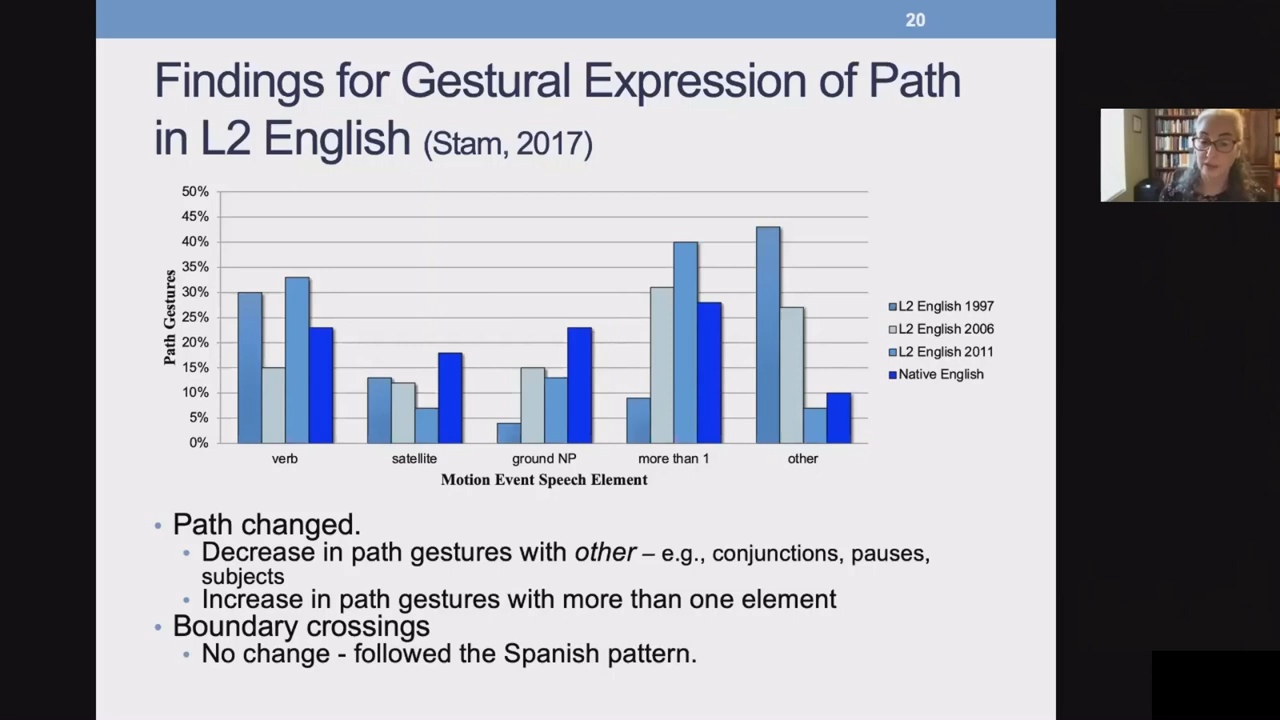 20
Findings for Gestural Expression of Path
in L2 English (Stam, 2017)
50%
45%
40%
35%
30%
25%
20%
15%
10%
5%
0%
Path Gestures
verb
satellite
ground NP
more than 1
other
Motion Event Speech Element
L2 English 1997
L2 English 2006
L2 English 2011
Native English
• Path changed.
• Decrease in path gestures with other – e.g., conjunctions, pauses,
subjects
• Increase in path gestures with more than one element
• Boundary crossings
• No change - followed the Spanish pattern.